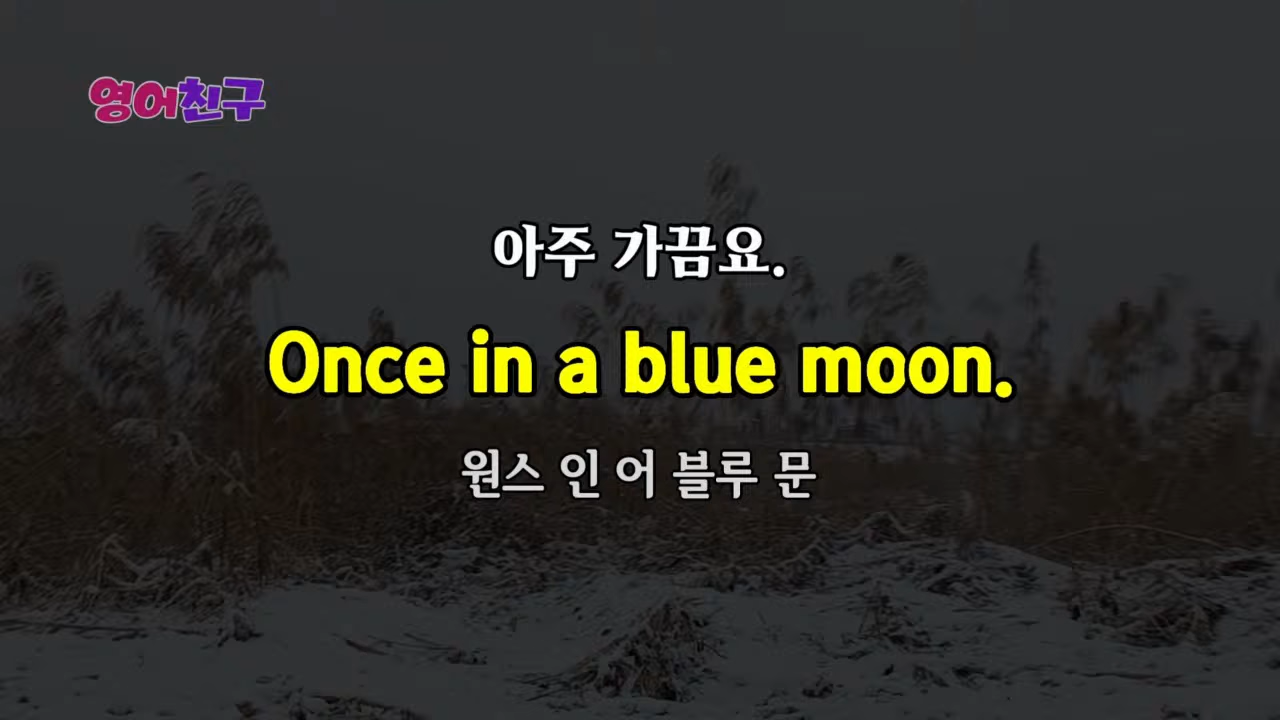 영어친구
아주 가끔요.
Once in a blue moon.
원스 인 어 블루 문